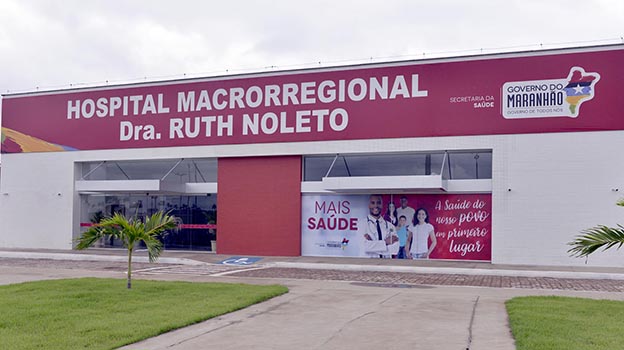 HOSPITAL MACRORREGIONAL
Dra. RUTH NOLETO
SECRETARIA DA
SAÚDE
GOVERNO DO
MARANHÃO
GOVERNO DE TODOS NÓS
MAIS
SAÚDE
A Saúde do
nosso povo
em primeiro
lugar